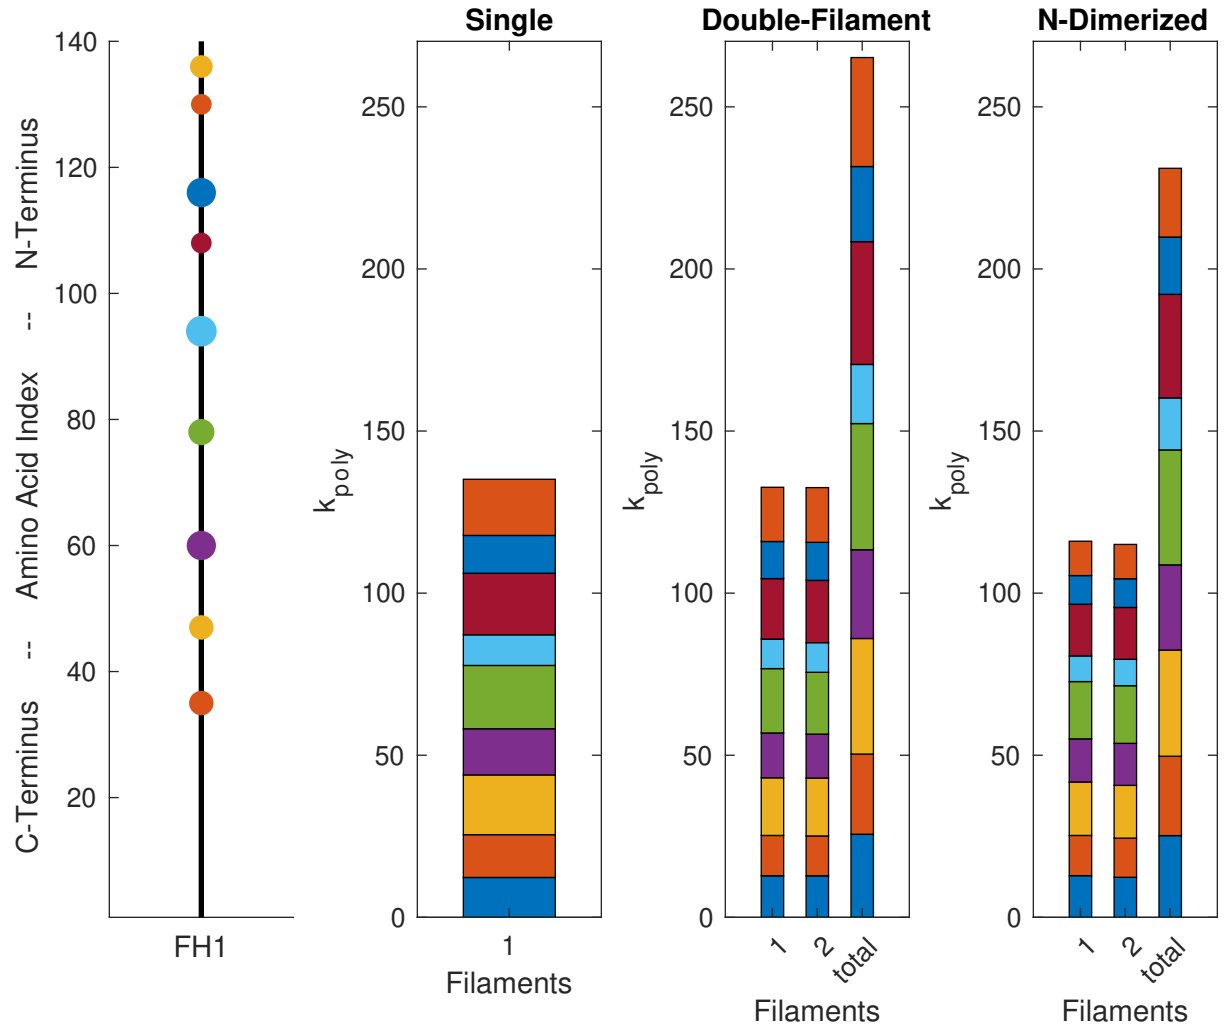 Single
Double-Filament
N-Dimerized
C-Terminus -- Amino Acid Index -- N-Terminus
140
120
100
80
60
40
20
FH1
k_poly
250
200
150
100
50
0
1
Filaments
k_poly
250
200
150
100
50
0
1
2
total
Filaments
k_poly
250
200
150
100
50
0
1
2
total
Filaments